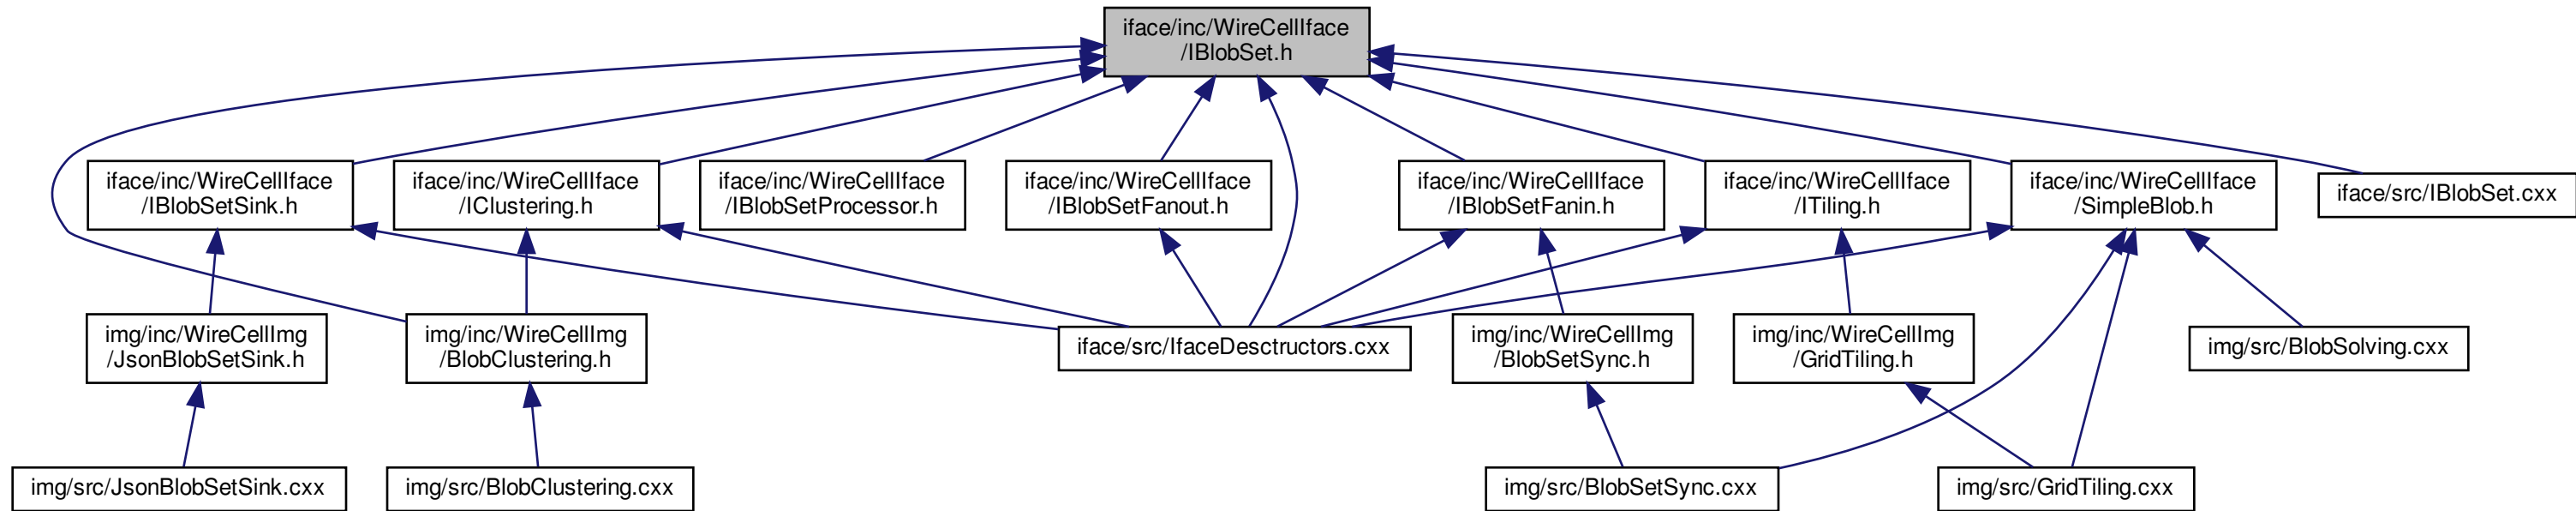 iface/inc/WireCellIface
/IBlobSet.h
iface/inc/WireCellIface
/IBlobSetSink.h
iface/inc/WireCellIface
/IClustering.h
iface/inc/WireCellIface
/IBlobSetProcessor.h
iface/inc/WireCellIface
/IBlobSetFanout.h
iface/inc/WireCellIface
/IBlobSetFanin.h
iface/inc/WireCellIface
/ITiling.h
iface/inc/WireCellIface
/SimpleBlob.h
iface/src/IBlobSet.cxx
img/inc/WireCellImg
/JsonBlobSetSink.h
img/inc/WireCellImg
/BlobClustering.h
iface/src/IfaceDesctructors.cxx
img/inc/WireCellImg
/BlobSetSync.h
img/inc/WireCellImg
/GridTiling.h
img/src/BlobSolving.cxx
img/src/JsonBlobSetSink.cxx
img/src/BlobClustering.cxx
img/src/BlobSetSync.cxx
img/src/GridTiling.cxx